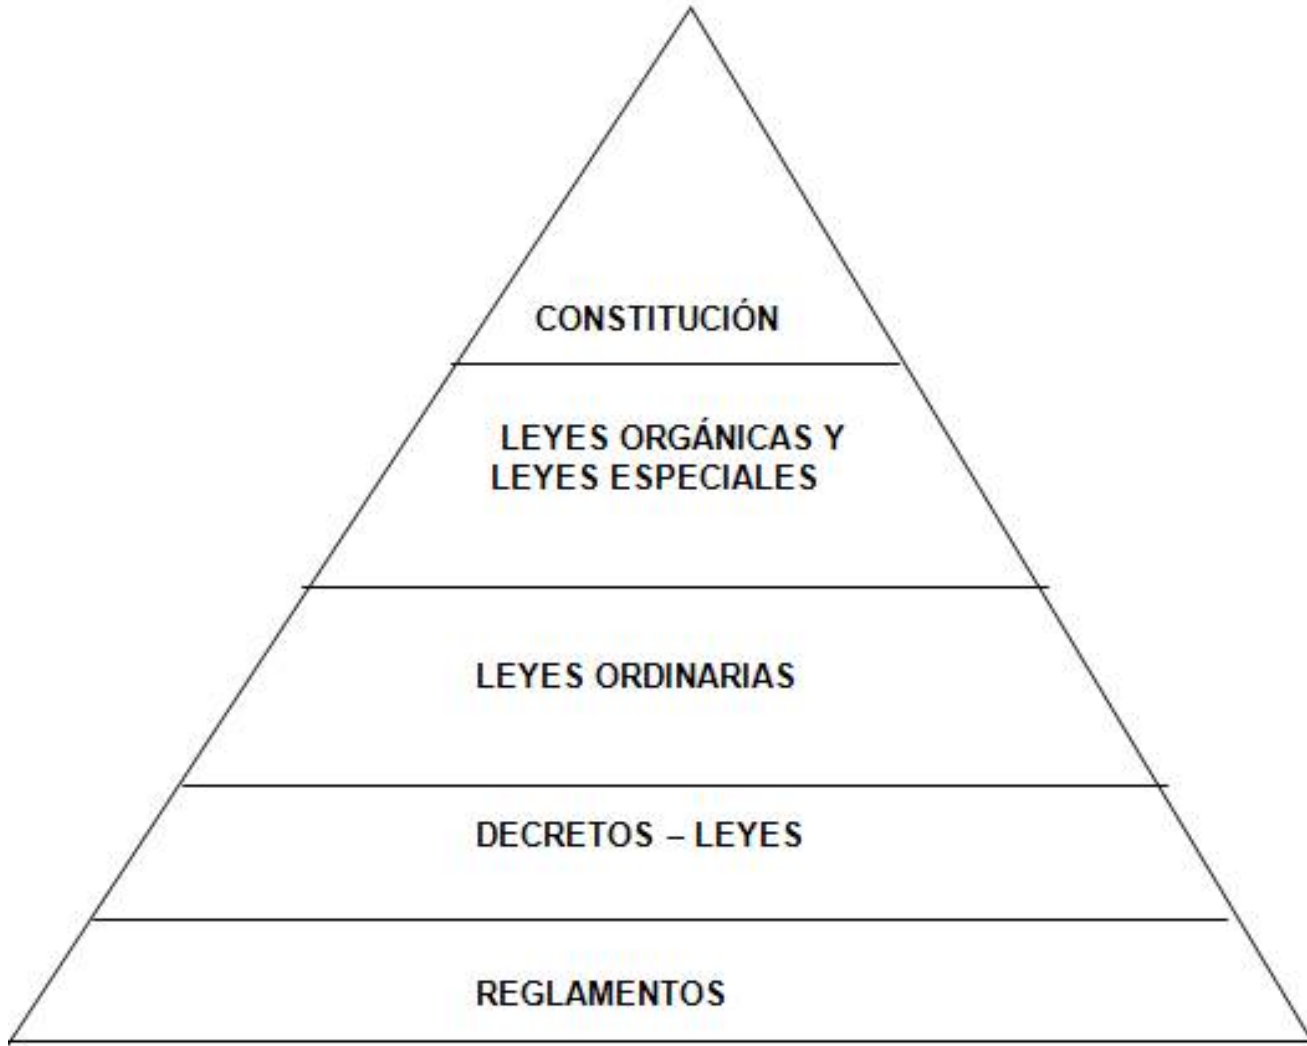 CONSTITUCIÓN
LEYES ORGÁNICAS Y
LEYES ESPECIALES
LEYES ORDINARIAS
DECRETOS – LEYES
REGLAMENTOS